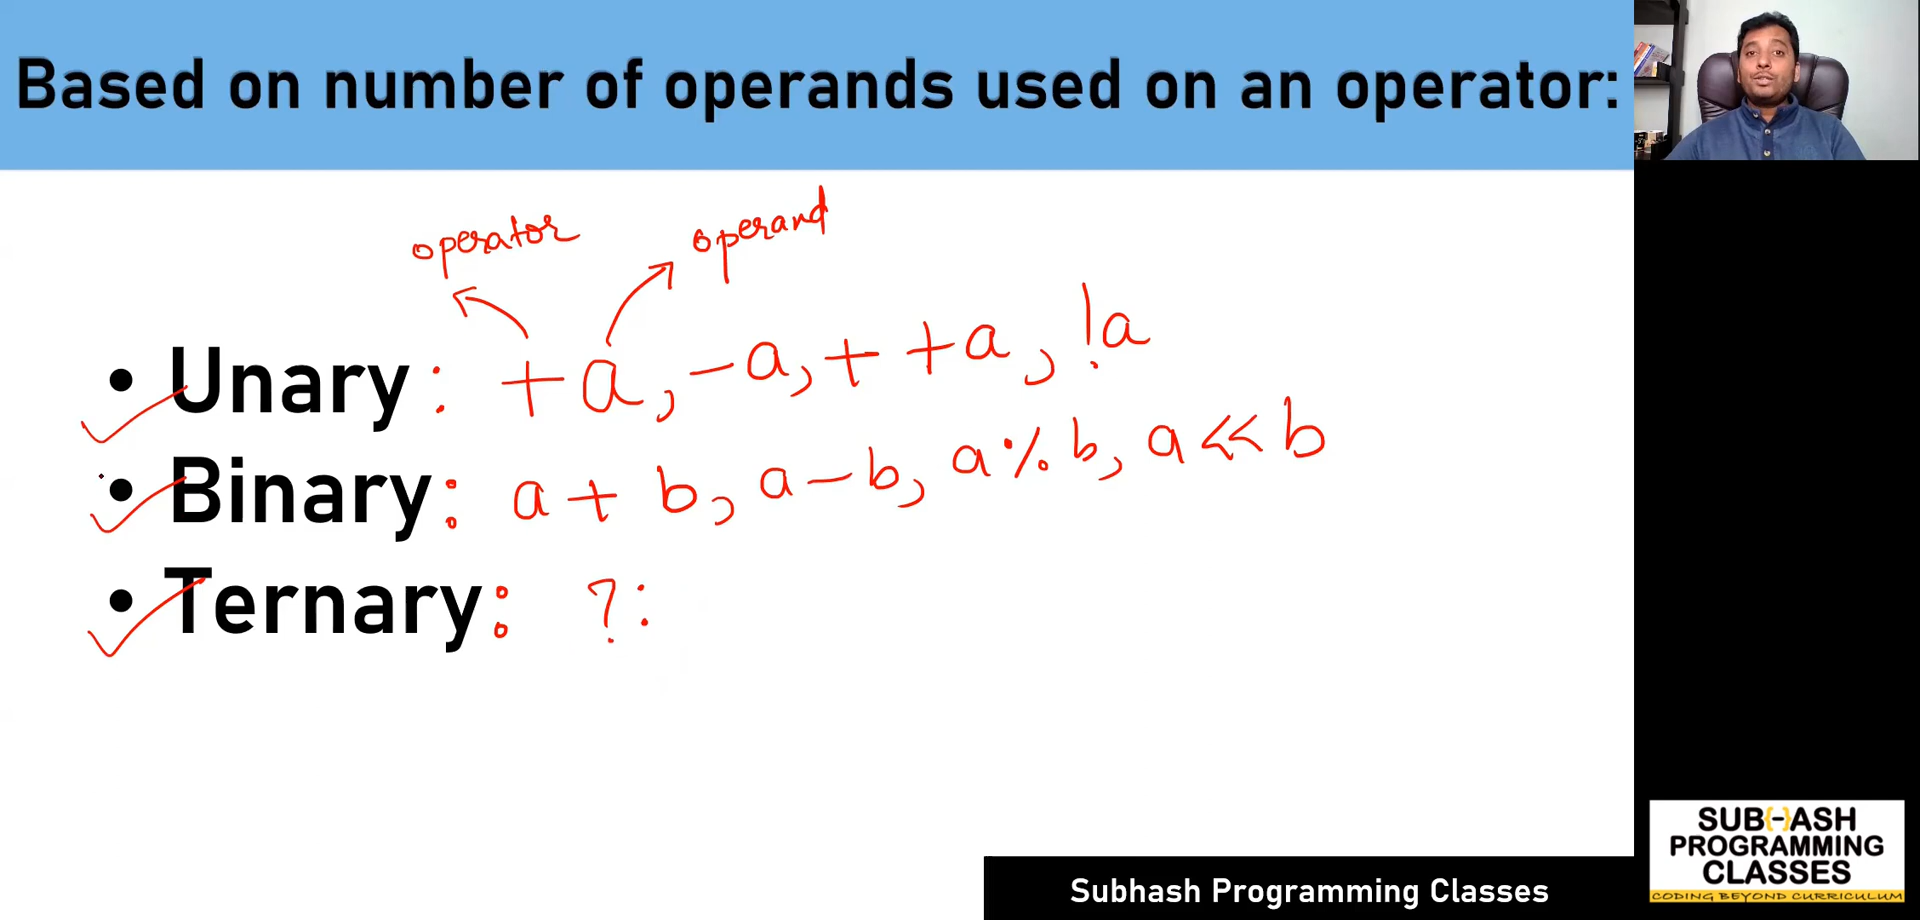 Based on number of operands used on an operator:
operator operand
• Unary: +a, -a, ++a, !a
• Binary: a + b, a - b, a % b, a << b
• Ternary: ?:
Subhash Programming Classes
SUBHASH
PROGRAMMING
CLASSES
CODING BEYOND CURRICULUM